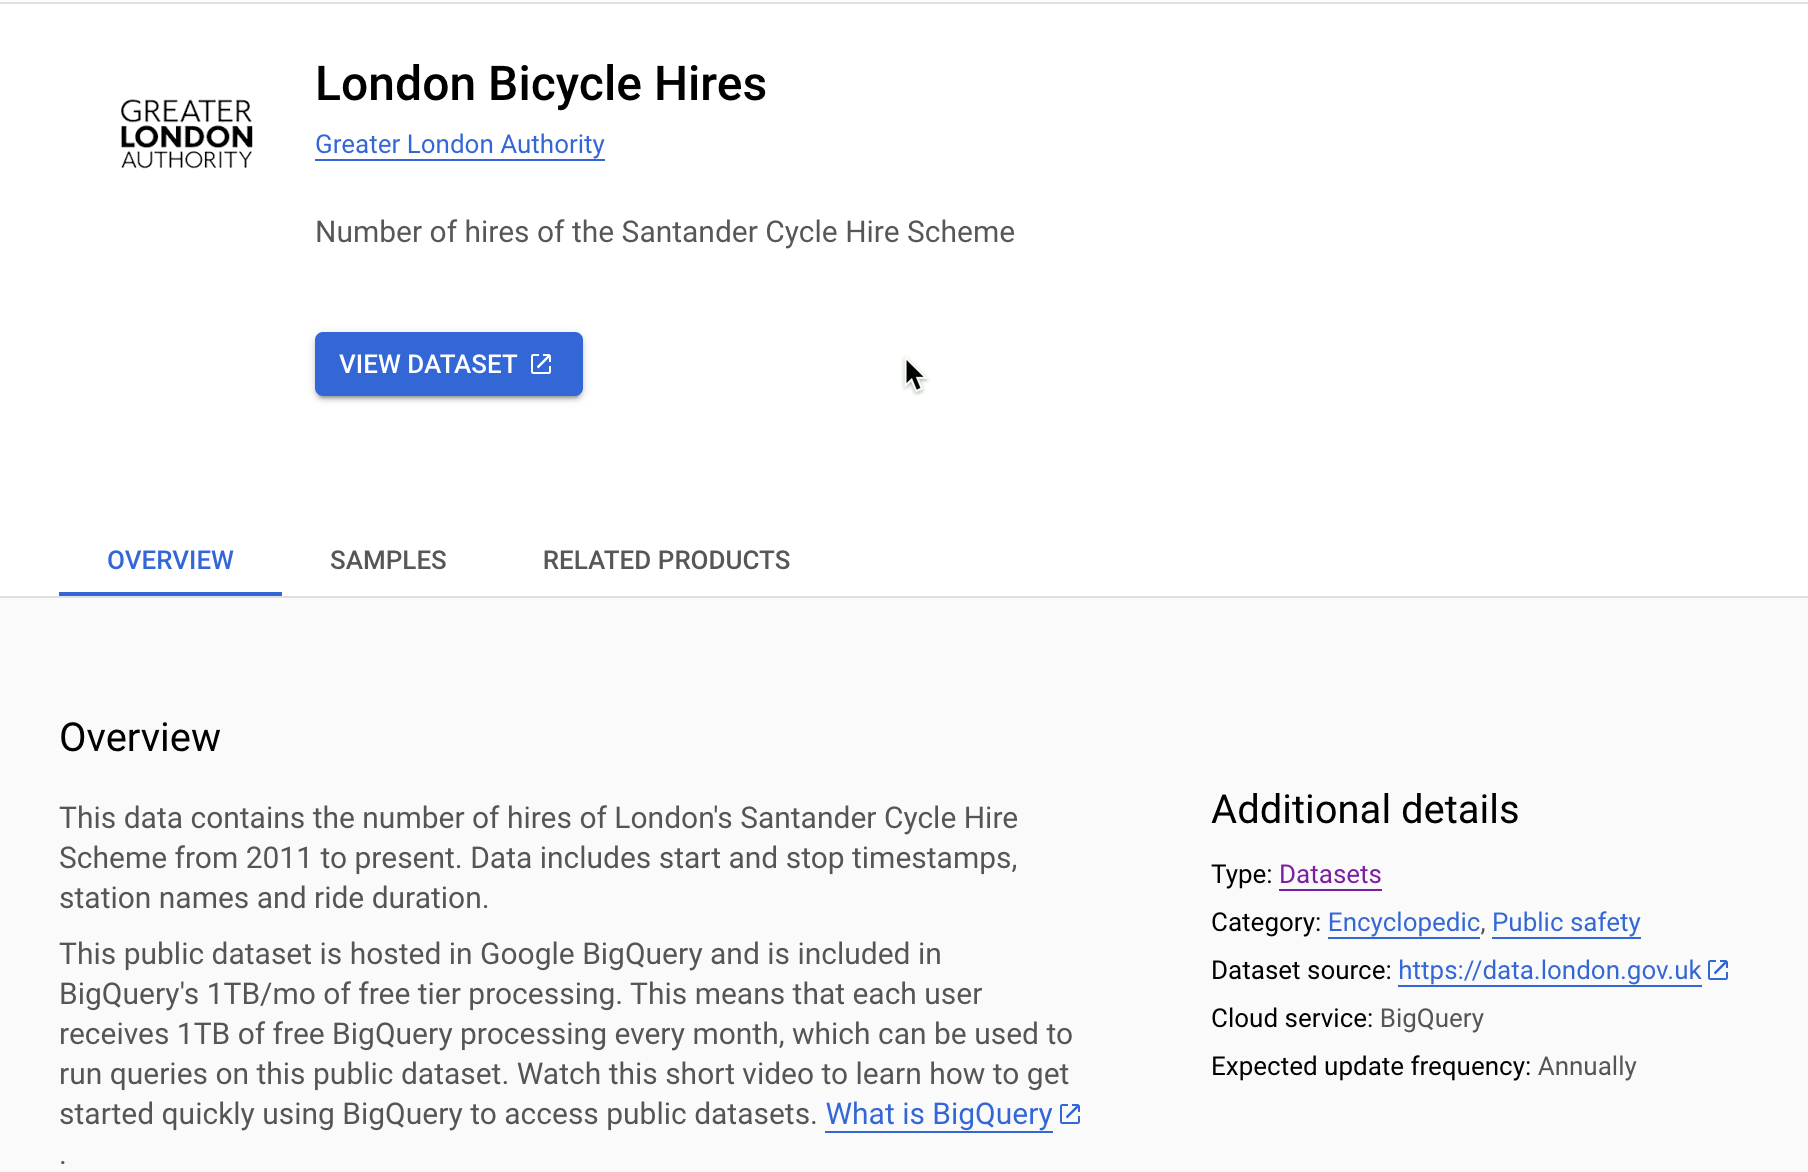 GREATER
LONDON
AUTHORITY
London Bicycle Hires
Greater London Authority
Number of hires of the Santander Cycle Hire Scheme
VIEW DATASET
OVERVIEW SAMPLES RELATED PRODUCTS
Overview
This data contains the number of hires of London's Santander Cycle Hire
Scheme from 2011 to present. Data includes start and stop timestamps,
station names and ride duration.
This public dataset is hosted in Google BigQuery and is included in
BigQuery's 1TB/mo of free tier processing. This means that each user
receives 1TB of free BigQuery processing every month, which can be used to
run queries on this public dataset. Watch this short video to learn how to get
started quickly using BigQuery to access public datasets. What is BigQuery
.
Additional details
Type: Datasets
Category: Encyclopedic, Public safety
Dataset source: https://data.london.gov.uk
Cloud service: BigQuery
Expected update frequency: Annually